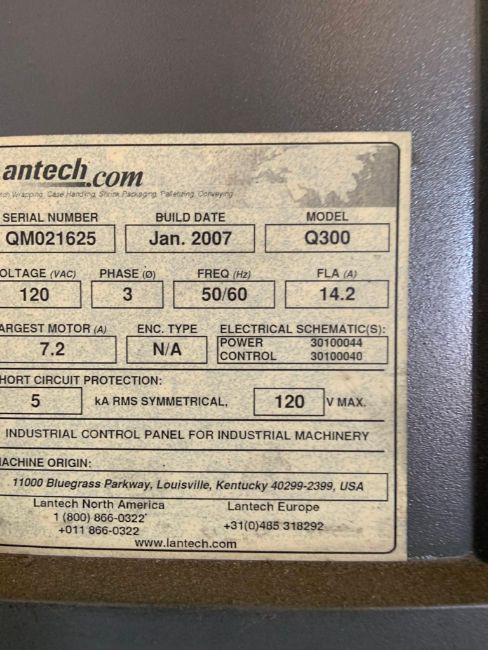 antech.com
tch Wrapping, Case Handling, Shrink Packaging, Palletizing, Conveying
SERIAL NUMBER BUILD DATE MODEL
QM021625 Jan. 2007 Q300
OLTAGE (VAC) PHASE (Ø) FREQ (Hz) FLA (A)
120 3 50/60 14.2
ARGEST MOTOR (A) ENC. TYPE ELECTRICAL SCHEMATIC(S):
7.2 N/A POWER 30100044
CONTROL 30100040
HORT CIRCUIT PROTECTION:
5 kA RMS SYMMETRICAL, 120 V MAX.
INDUSTRIAL CONTROL PANEL FOR INDUSTRIAL MACHINERY
MACHINE ORIGIN:
11000 Bluegrass Parkway, Louisville, Kentucky 40299-2399, USA
Lantech North America Lantech Europe
1 (800) 866-0322 +31(0)485 318292
+011 866-0322
www.lantech.com